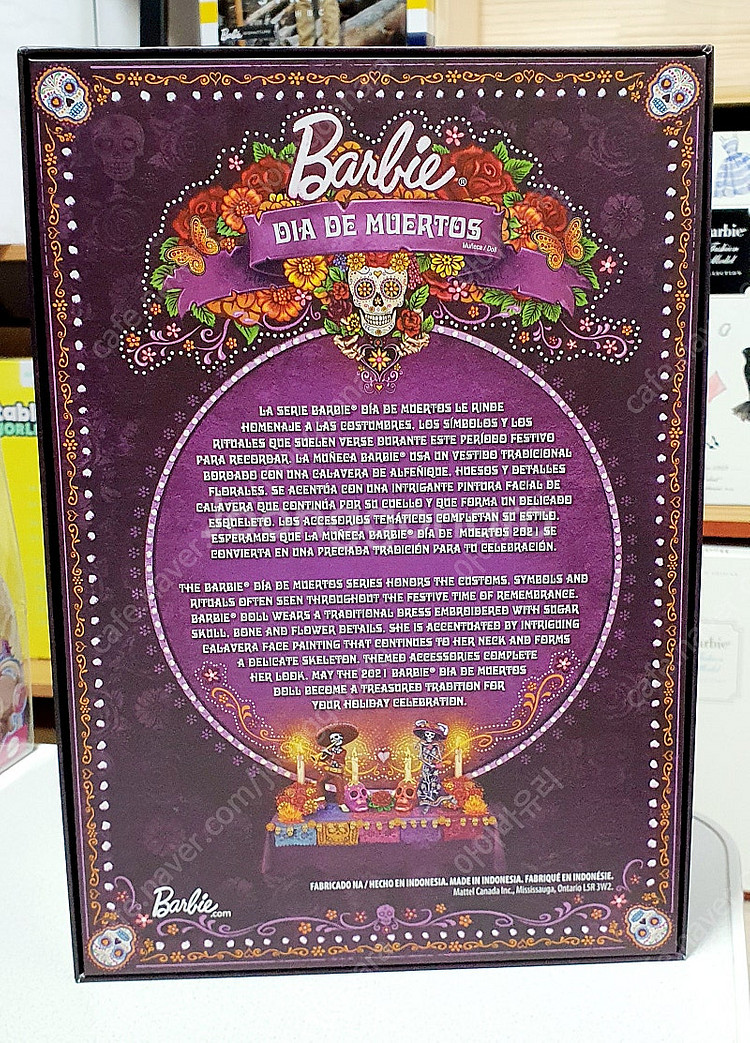 Barbie
Barbie®
DIA DE MUERTOS
Muñeca / Doll
LA SERIE BARBIE® DÍA DE MUERTOS LE RINDE
HOMENAJE A LAS COSTUMBRES, LOS SÍMBOLOS Y LOS
RITUALES QUE SUELEN VERSE DURANTE ESTE PERÍODO FESTIVO
PARA RECORDAR. LA MUÑECA BARBIE® USA UN VESTIDO TRADICIONAL
BORDADO CON UNA CALAVERA DE ALFEÑIQUE, HUESOS Y DETALLES
FLORALES. SE ACENTÚA CON UNA INTRIGANTE PINTURA FACIAL DE
CALAVERA QUE CONTINÚA POR SU CUELLO Y QUE FORMA UN DELICADO
ESQUELETO. LOS ACCESORIOS TEMÁTICOS COMPLETAN SU ESTILO.
ESPERAMOS QUE LA MUÑECA BARBIE® DÍA DE MUERTOS 2021 SE
CONVIERTA EN UNA PRECIADA TRADICIÓN PARA TU CELEBRACIÓN.
THE BARBIE® DÍA DE MUERTOS SERIES HONORS THE CUSTOMS, SYMBOLS AND
RITUALS OFTEN SEEN THROUGHOUT THE FESTIVE TIME OF REMEMBRANCE.
BARBIE® DOLL WEARS A TRADITIONAL DRESS EMBROIDERED WITH SUGAR
SKULL, BONE AND FLOWER DETAILS. SHE IS ACCENTUATED BY INTRIGUING
CALAVERA FACE PAINTING THAT CONTINUES TO HER NECK AND FORMS
A DELICATE SKELETON. THEMED ACCESSORIES COMPLETE
HER LOOK. MAY THE 2021 BARBIE® DIA DE MUERTOS
DOLL BECOME A TREASURED TRADITION FOR
YOUR HOLIDAY CELEBRATION.
FABRICADO NA / HECHO EN INDONESIA. MADE IN INDONESIA. FABRIQUÉ EN INDONÉSIE.
Mattel Canada Inc., Mississauga, Ontario L5R 3W2.
Barbie.com